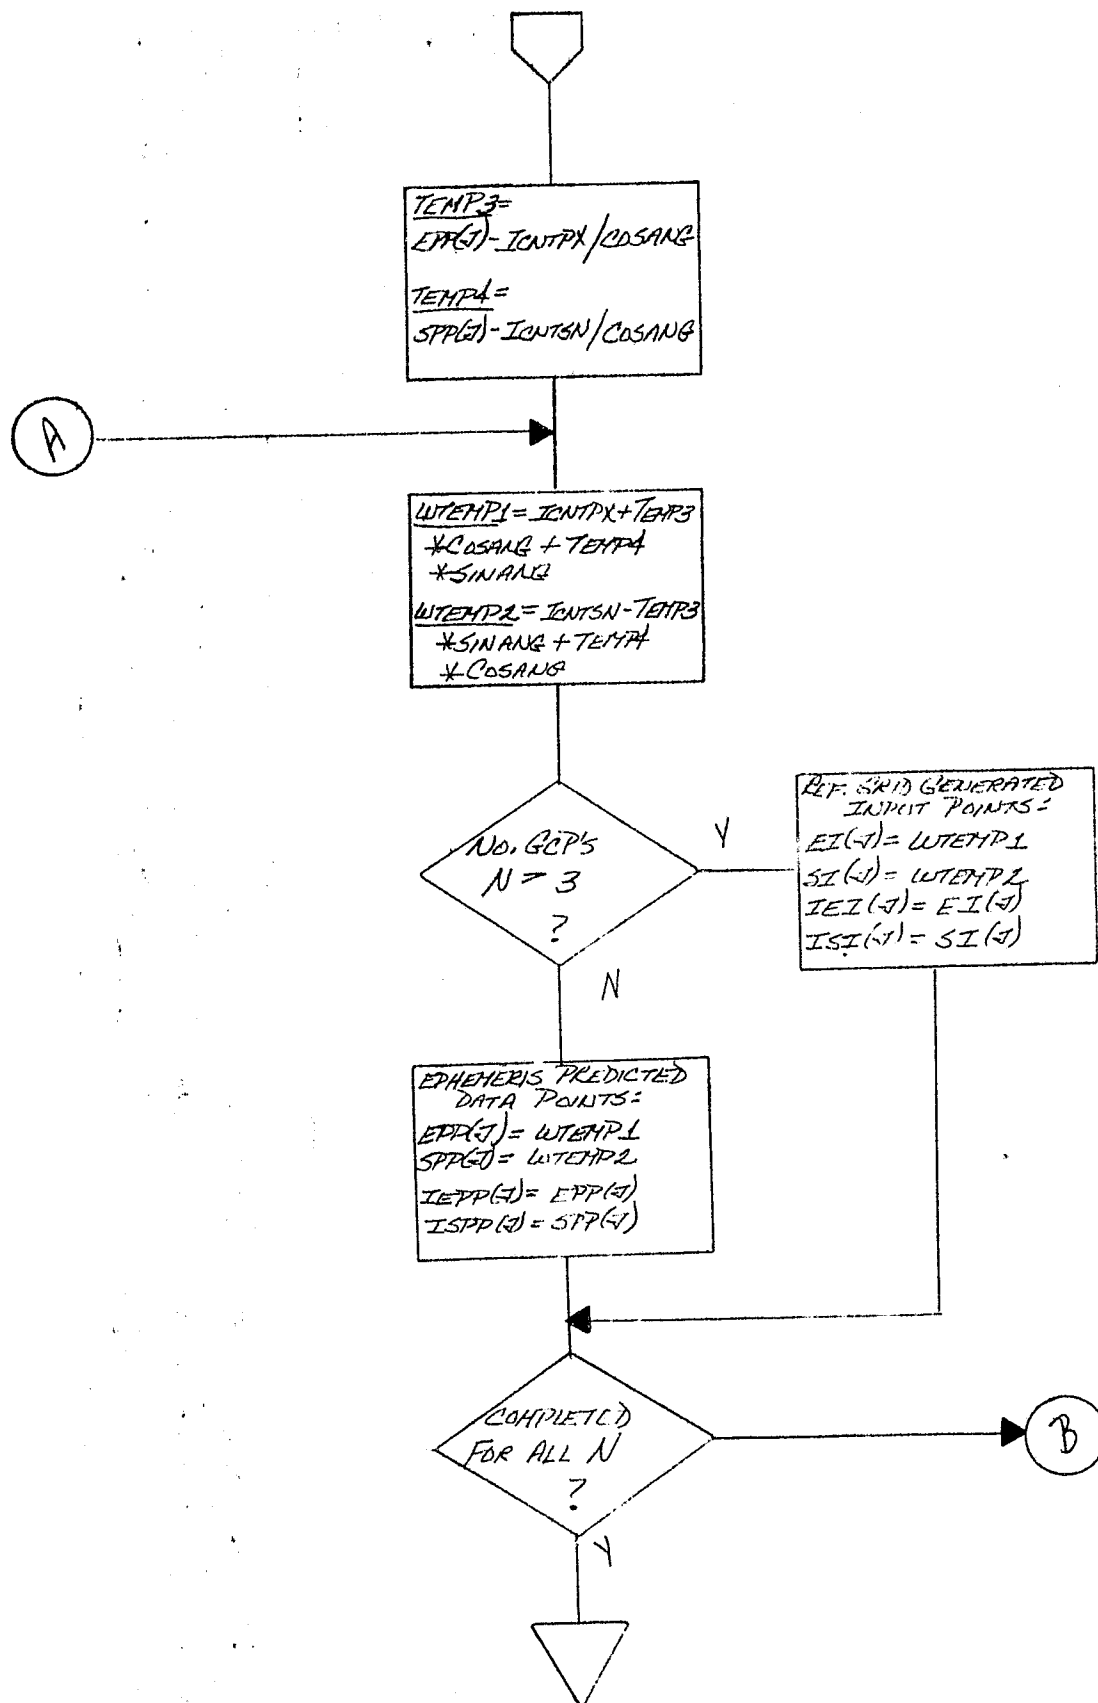 TEMP3=
EPP(J)-ICNTPX/COSANG
TEMP4=
SPP(J)-ICNTSN/COSANG
A
WTEMP1=ICNTPX+TEMP3
*COSANG+TEMP4
*SINANG
WTEMP2=ICNTSN-TEMP3
*SINANG+TEMP4
*COSANG
NO. GCP'S
N > 3
?
Y
N
REF. GRID GENERATED
INPUT POINTS:
EI(J)= WTEMP1
SI(J)= WTEMP2
IEI(J)= EI(J)
ISI(J)= SI(J)
EPHEMERIS PREDICTED
DATA POINTS:
EPP(J)= WTEMP1
SPP(J)= WTEMP2
IEPP(J)= EPP(J)
ISPP(J)= SPP(J)
COMPLETED
FOR ALL N
?
B
Y